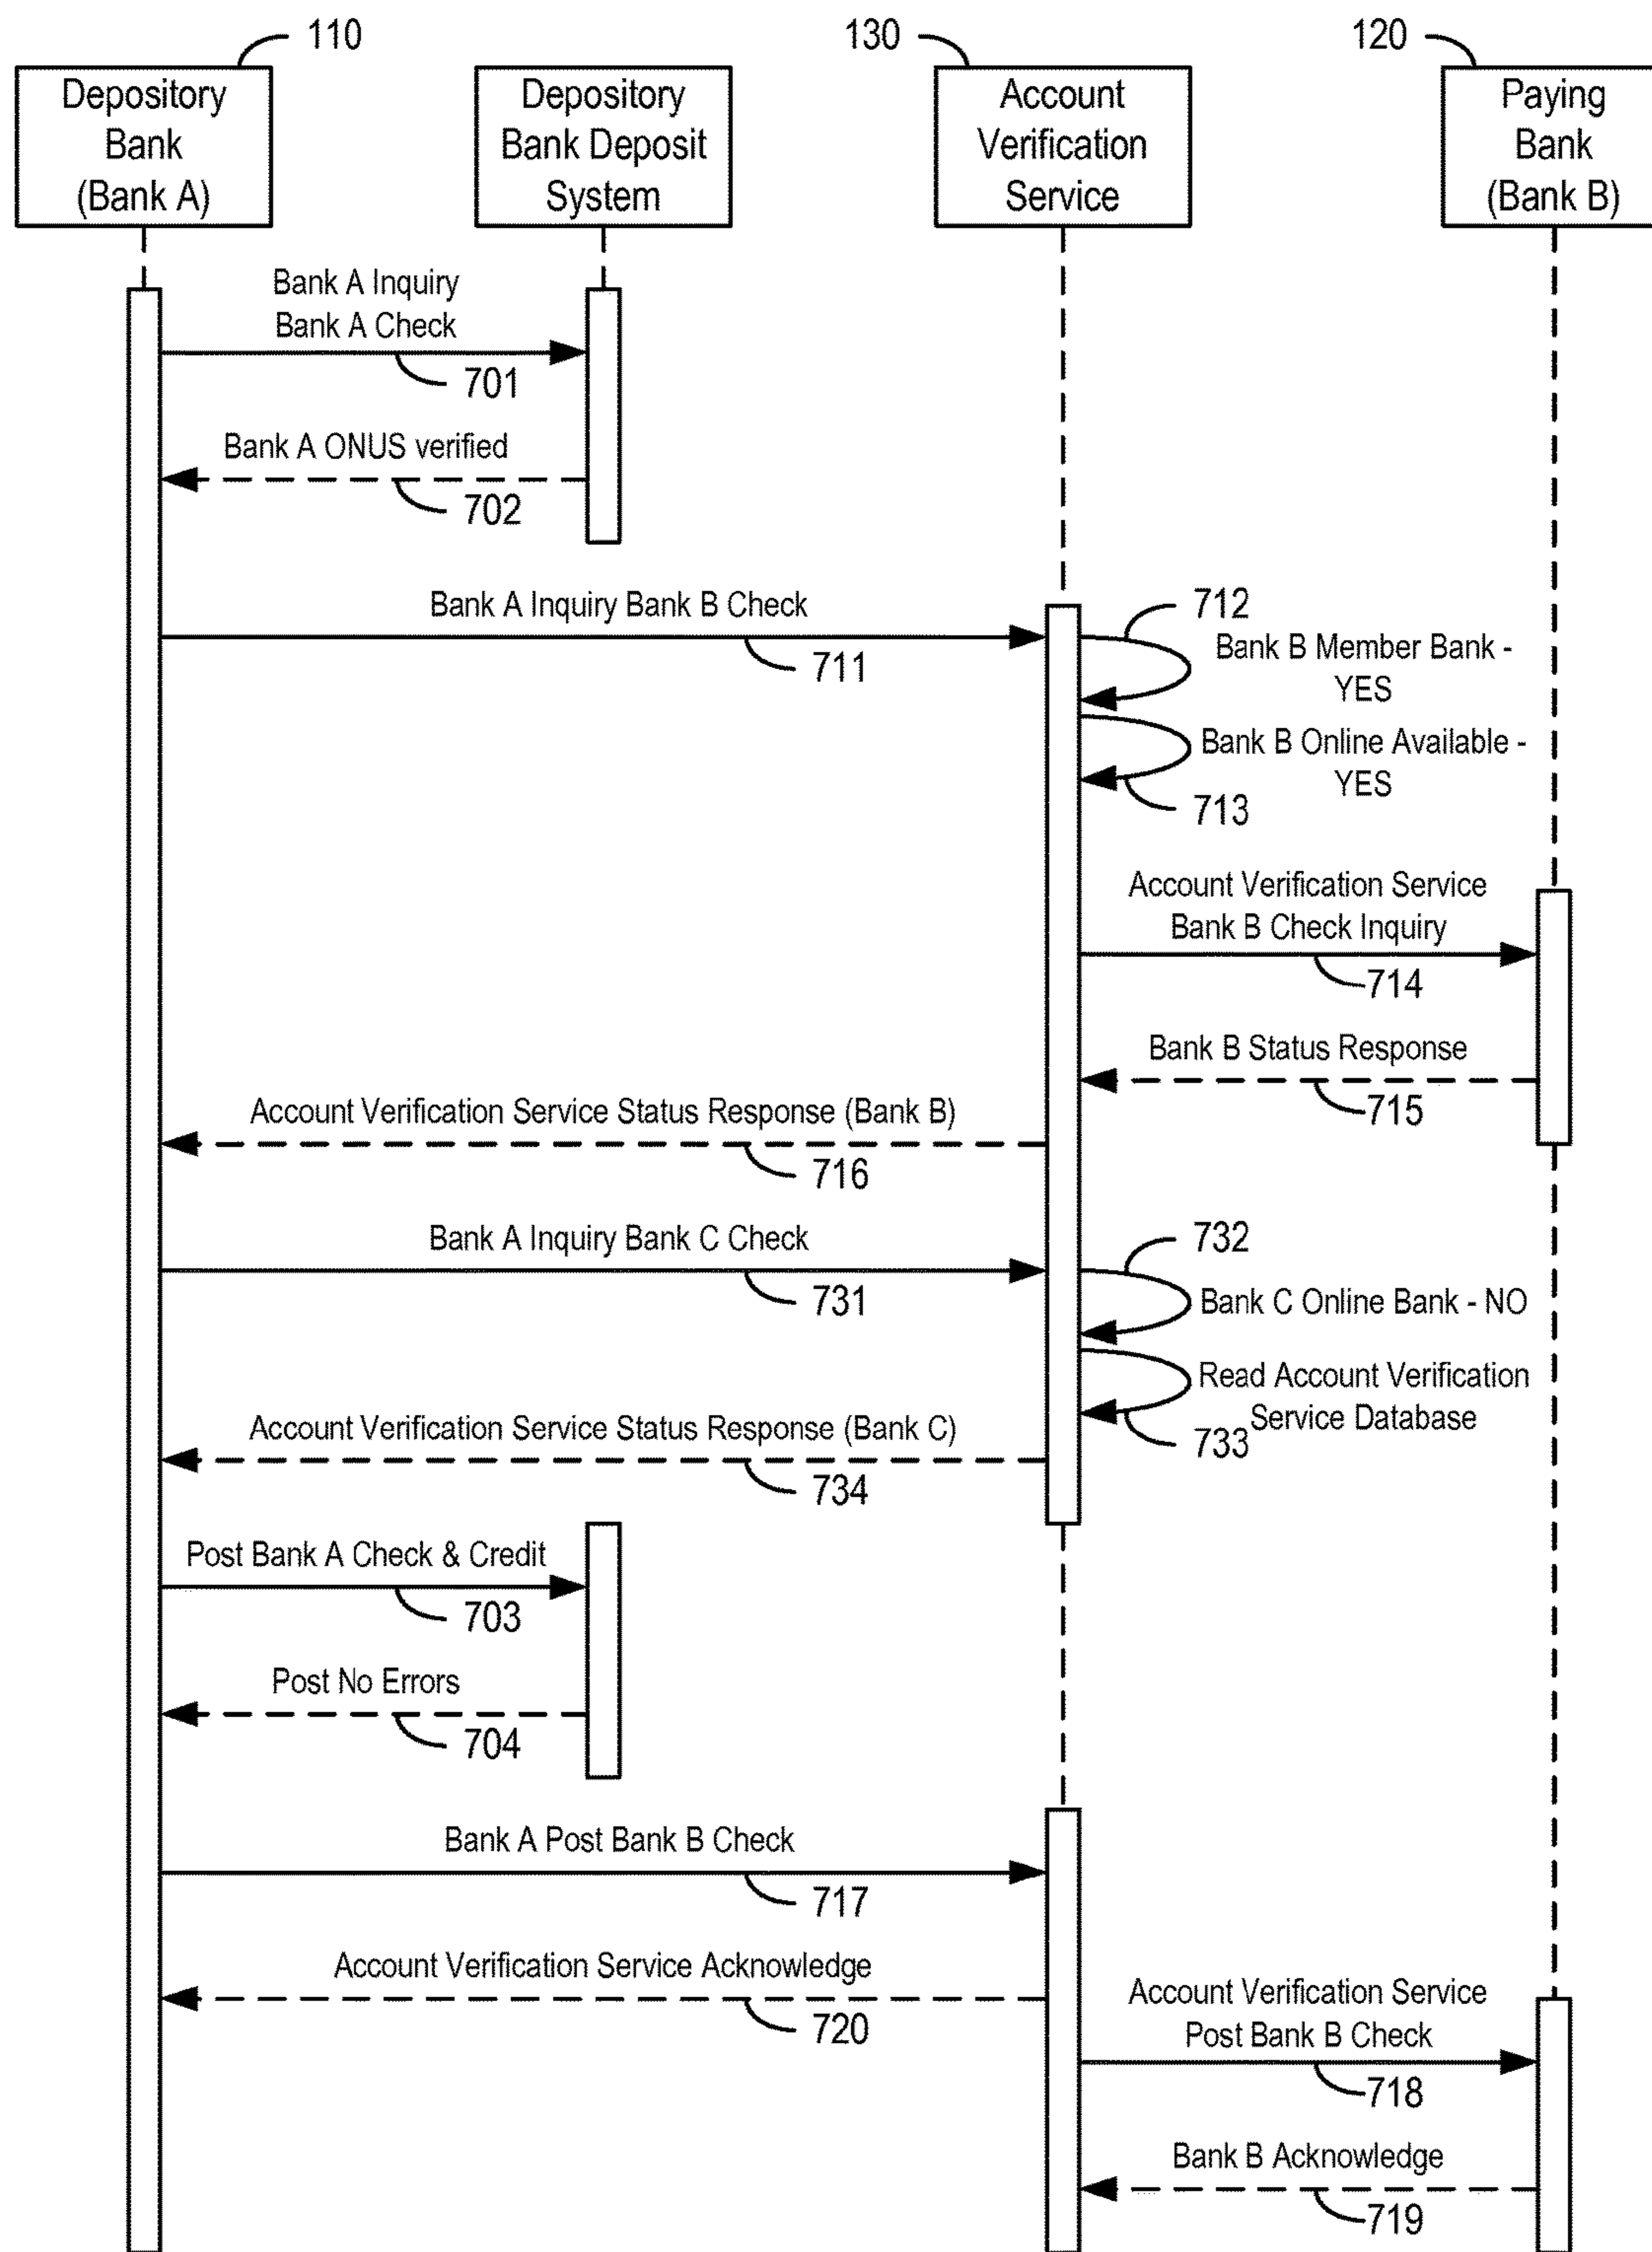 110
130
120
Depository
Bank
(Bank A)
Depository
Bank Deposit
System
Account
Verification
Service
Paying
Bank
(Bank B)
Bank A Inquiry
Bank A Check
701
Bank A ONUS verified
702
Bank A Inquiry Bank B Check
711
712
Bank B Member Bank -
YES
Bank B Online Available -
YES
713
Account Verification Service
Bank B Check Inquiry
714
Bank B Status Response
715
Account Verification Service Status Response (Bank B)
716
Bank A Inquiry Bank C Check
731
732
Bank C Online Bank - NO
Read Account Verification
Service Database
733
Account Verification Service Status Response (Bank C)
734
Post Bank A Check & Credit
703
Post No Errors
704
Bank A Post Bank B Check
717
Account Verification Service Acknowledge
720
Account Verification Service
Post Bank B Check
718
Bank B Acknowledge
719